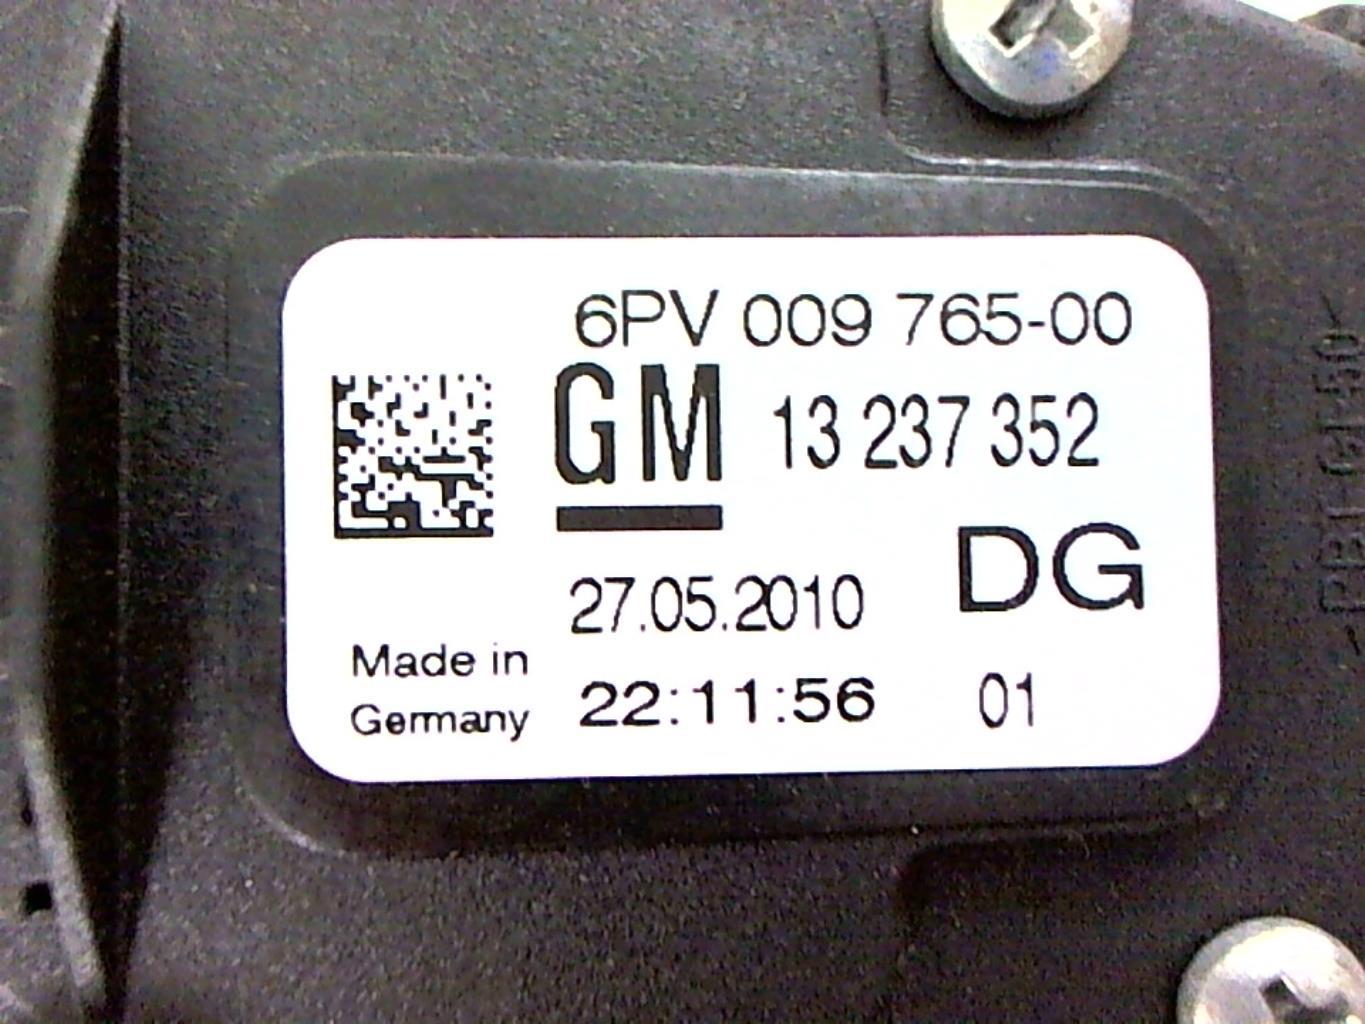 6PV 009 765-00
GM 13 237 352
DG
27.05.2010
Made in
Germany
22:11:56 01